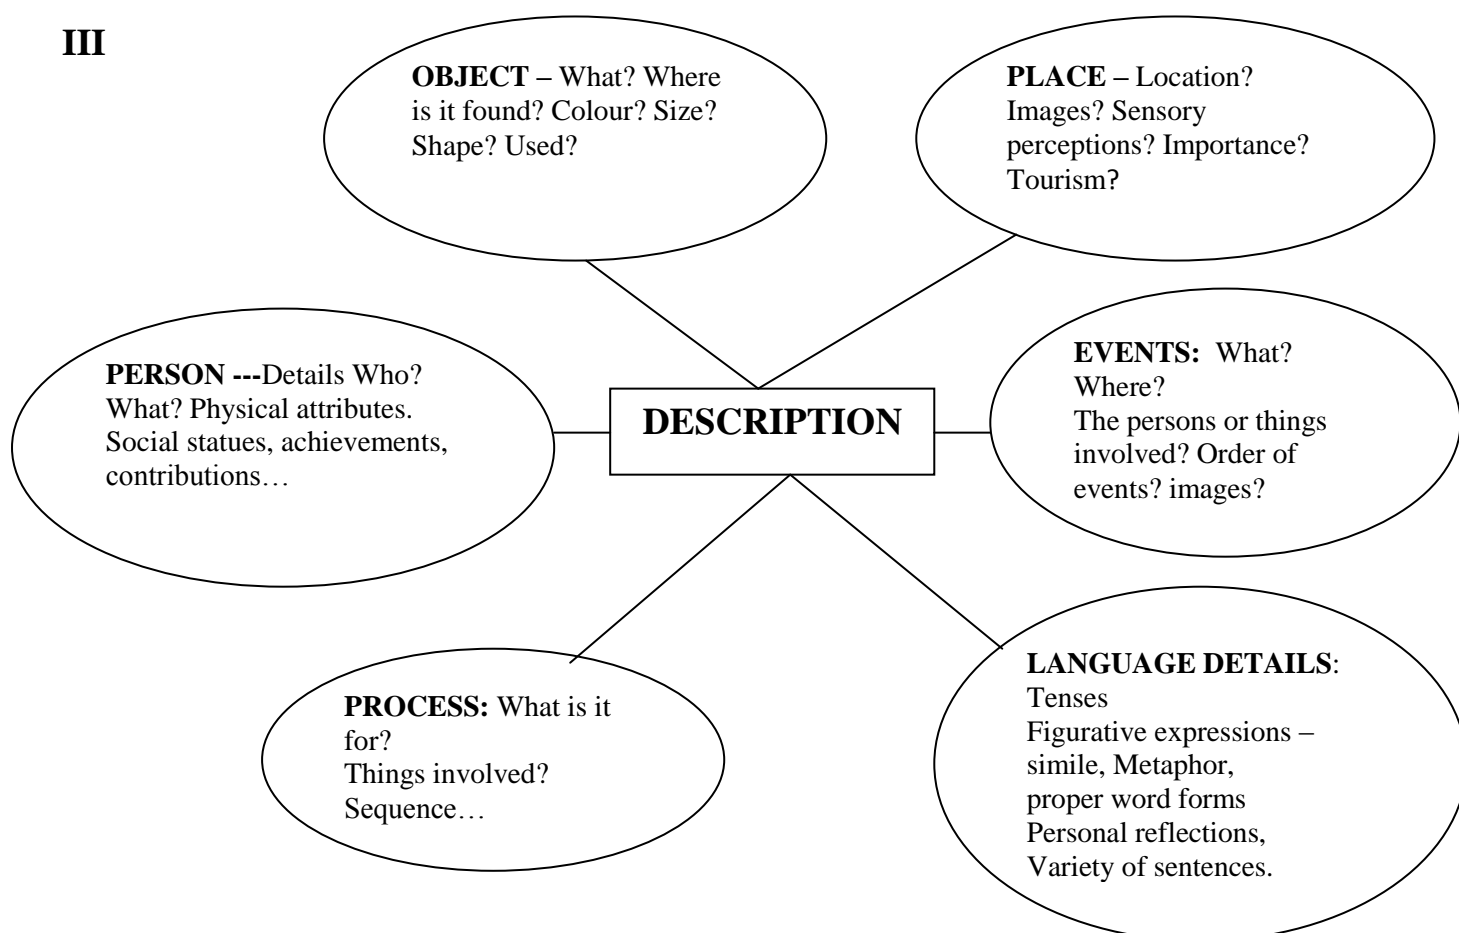 III
OBJECT – What? Where
is it found? Colour? Size?
Shape? Used?
PLACE – Location?
Images? Sensory
perceptions? Importance?
Tourism?
PERSON ---Details Who?
What? Physical attributes.
Social statues, achievements,
contributions…
DESCRIPTION
EVENTS: What?
Where?
The persons or things
involved? Order of
events? images?
PROCESS: What is it
for?
Things involved?
Sequence…
LANGUAGE DETAILS:
Tenses
Figurative expressions –
simile, Metaphor,
proper word forms
Personal reflections,
Variety of sentences.